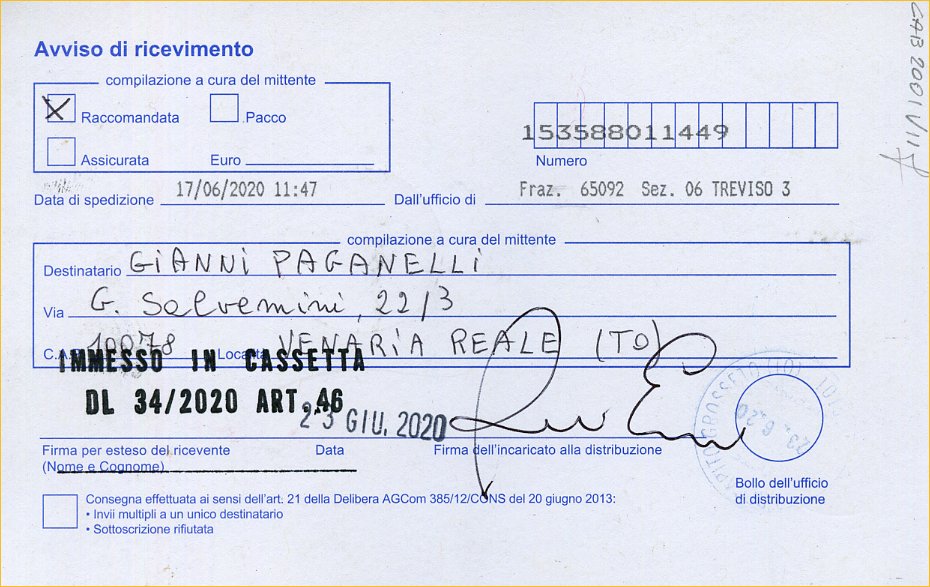 Avviso di ricevimento
compilazione a cura del mittente
X Raccomandata Pacco
Assicurata Euro
153588011449
Numero
Data di spedizione 17/06/2020 11:47
Dall'ufficio di Fraz. 65092 Sez. 06 TREVISO 3
compilazione a cura del mittente
Destinatario GiANNi PAGANELLi
Via G. Salvemini, 22/3
C.A. 10078 Località VENARiA REALE (TO)
IMMESSO IN CASSETTA
DL 34/2020 ART. 46
23 GIU. 2020
Firma per esteso del ricevente
(Nome e Cognome)
Data
Firma dell'incaricato alla distribuzione
Bollo dell'ufficio
di distribuzione
Consegna effettuata ai sensi dell'art. 21 della Delibera AGCom 385/12/CONS del 20 giugno 2013:
• Invii multipli a un unico destinatario
• Sottoscrizione rifiutata